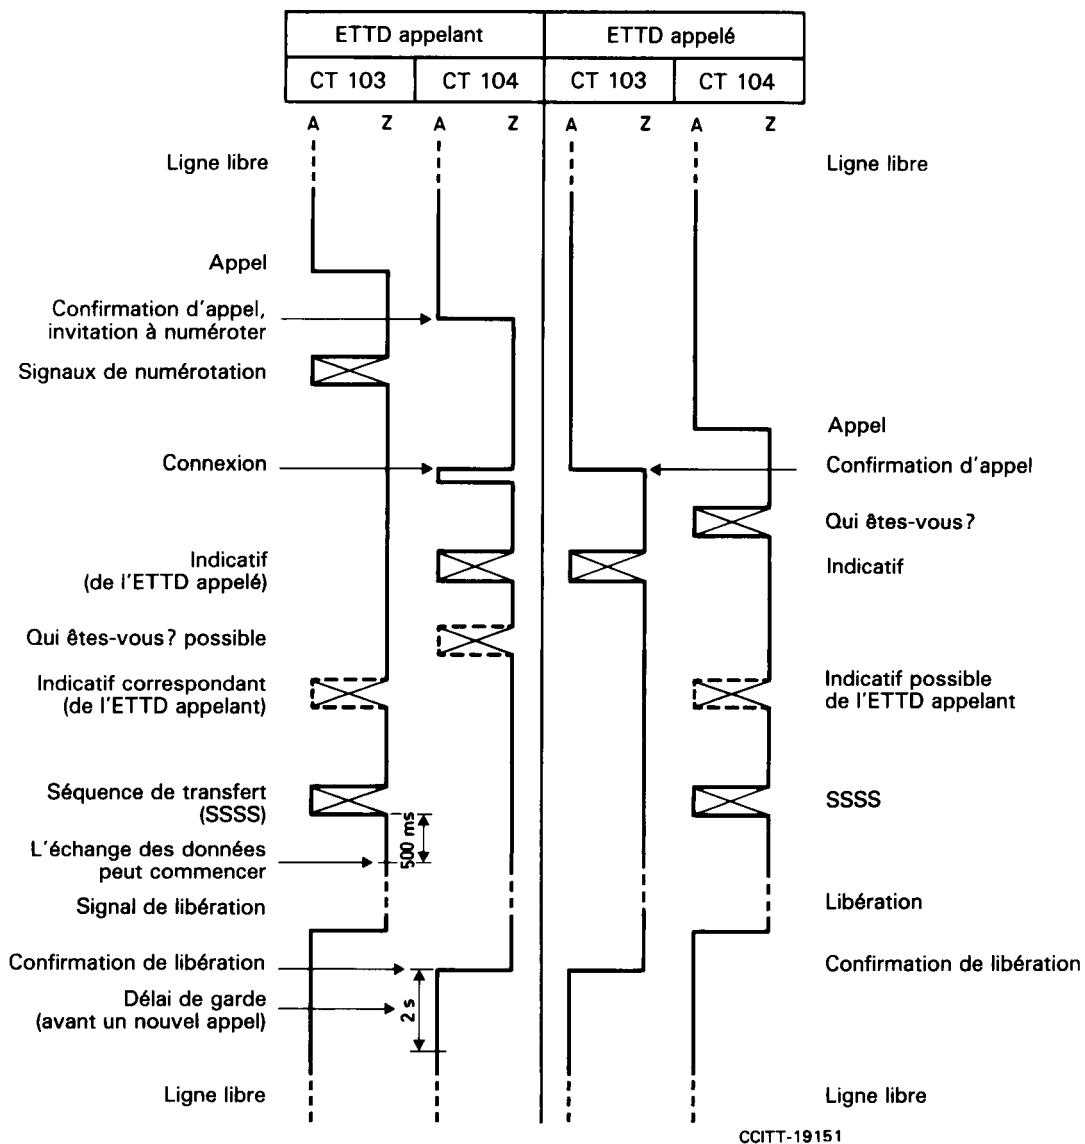 ETTD appelant ETTD appelé
CT 103 CT 104 CT 103 CT 104
A Z A Z A Z A Z
Ligne libre Ligne libre
Appel
Confirmation d'appel,
invitation à numéroter
Signaux de numérotation
Appel
Connexion Confirmation d'appel
Qui êtes-vous?
Indicatif
(de l'ETTD appelé)
Indicatif
Qui êtes-vous? possible
Indicatif correspondant
(de l'ETTD appelant)
Indicatif possible
de l'ETTD appelant
Séquence de transfert
(SSSS)
SSSS
500 ms
L'échange des données
peut commencer
Signal de libération Libération
Confirmation de libération Confirmation de libération
Délai de garde
(avant un nouvel appel)
2 s
Ligne libre Ligne libre
CCITT-19151